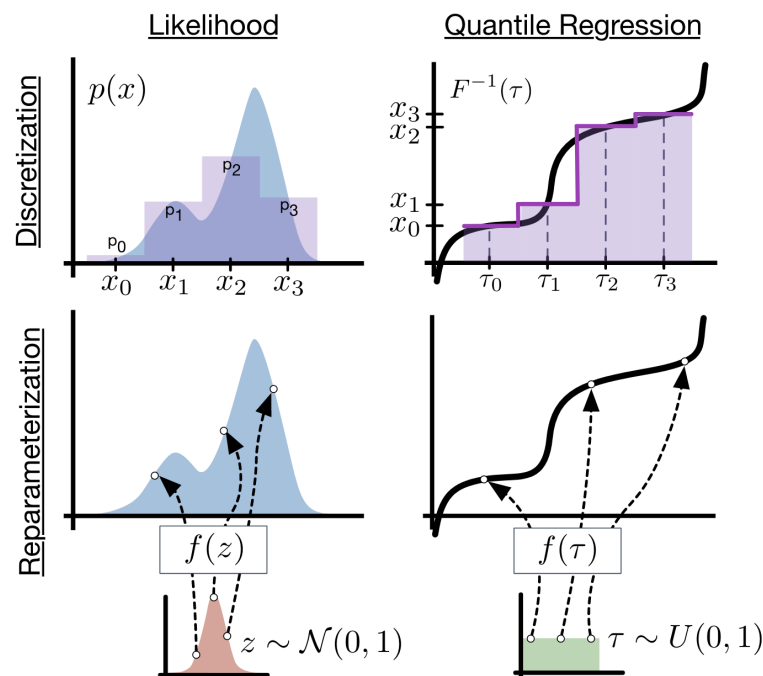 Likelihood
Quantile Regression
Discretization
p(x)
p₀
p₁
p₂
p₃
x₀ x₁ x₂ x₃
F⁻¹(τ)
x₃
x₂
x₁
x₀
τ₀ τ₁ τ₂ τ₃
Reparameterization
f(z)
z ∼ 𝒩(0, 1)
f(τ)
τ ∼ U(0, 1)